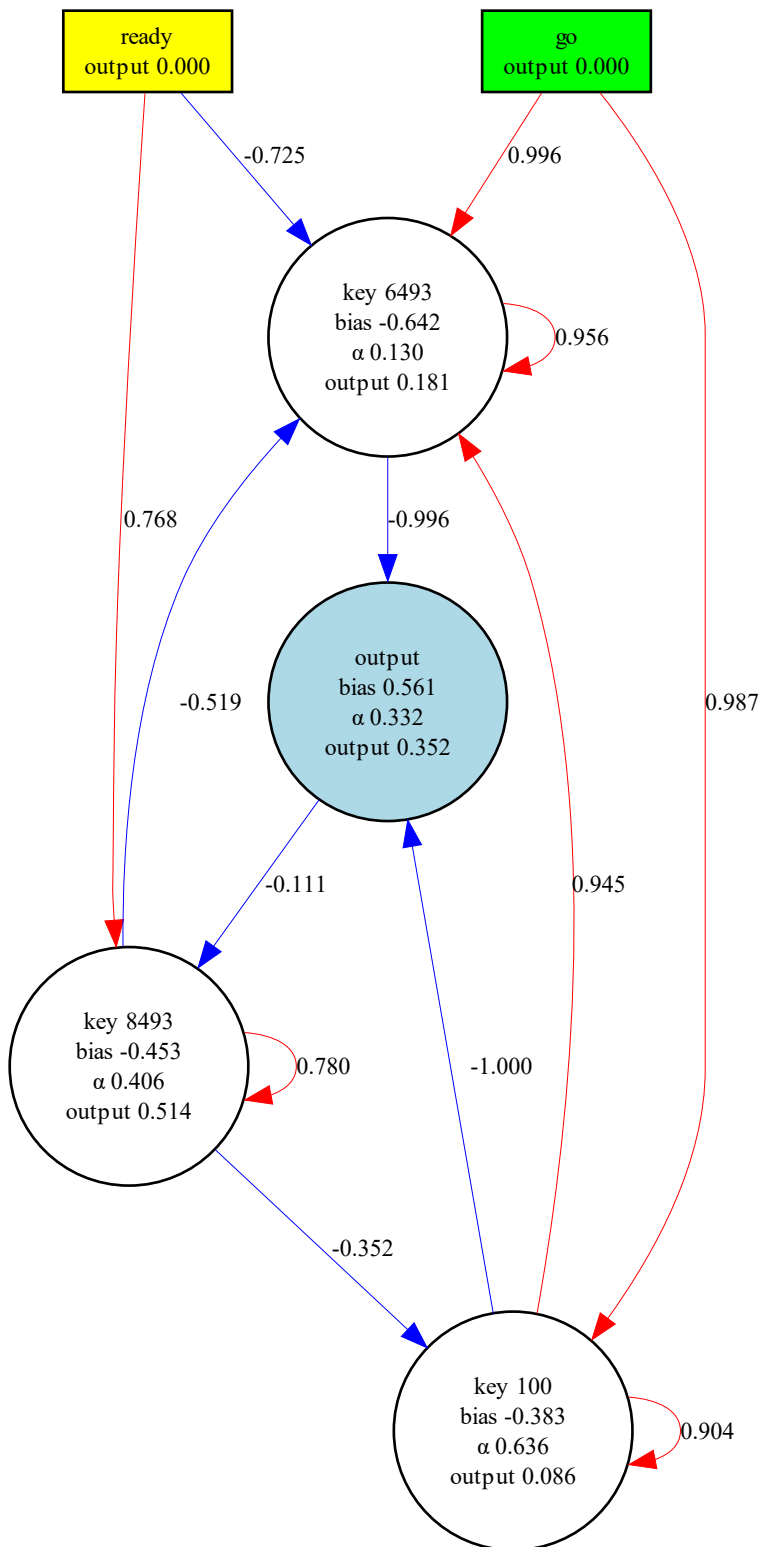 ready
output 0.000
go
output 0.000
-0.725
0.996
key 6493
bias -0.642
α 0.130
output 0.181
0.956
0.768
-0.996
-0.519
output
bias 0.561
α 0.332
output 0.352
0.987
-0.111
0.945
key 8493
bias -0.453
α 0.406
output 0.514
0.780
-1.000
-0.352
key 100
bias -0.383
α 0.636
output 0.086
0.904